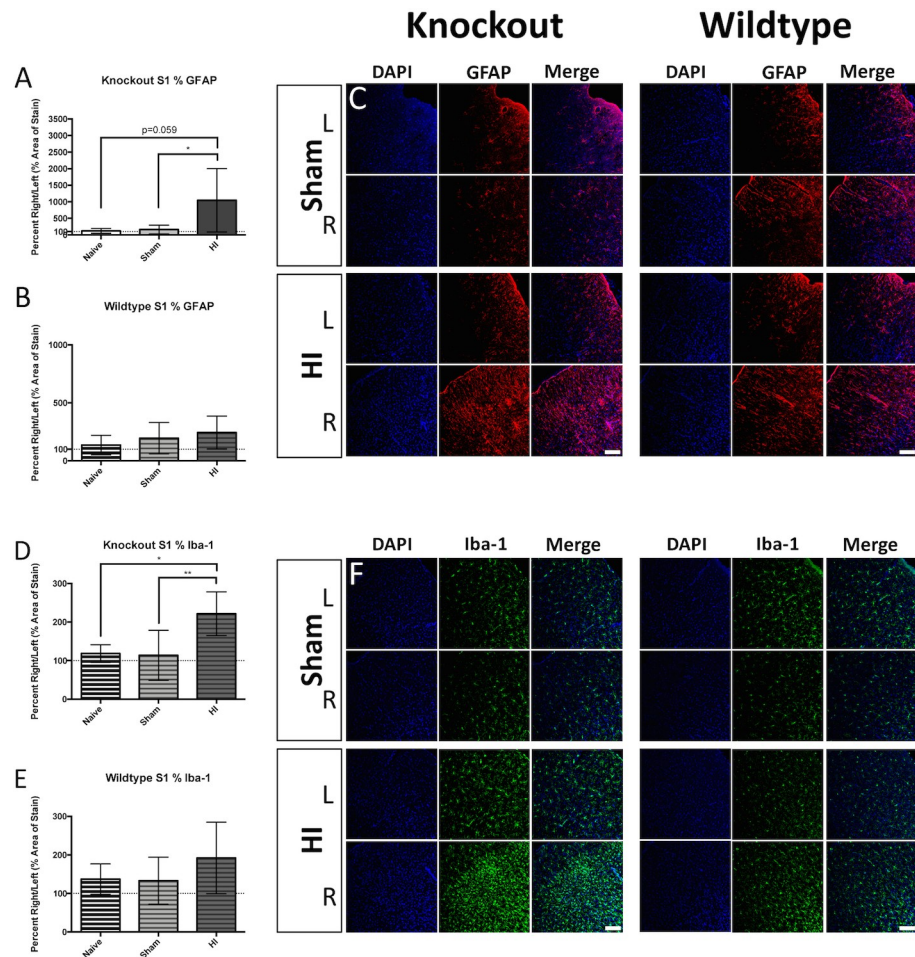 Knockout Wildtype
A
Knockout S1 % GFAP
Percent Right/Left (% Area of Stain)
3500
3000
2500
2000
1500
1000
500
100
0
p=0.059
*
Naive Sham HI
B
Wildtype S1 % GFAP
Percent Right/Left (% Area of Stain)
1000
500
100
0
Naive Sham HI
DAPI GFAP Merge DAPI GFAP Merge
C
Sham
L
R
HI
L
R
D
Knockout S1 % Iba-1
Percent Right/Left (% Area of Stain)
300
200
100
0
*
**
Naive Sham HI
E
Wildtype S1 % Iba-1
Percent Right/Left (% Area of Stain)
300
200
100
0
Naive Sham HI
DAPI Iba-1 Merge DAPI Iba-1 Merge
F
Sham
L
R
HI
L
R